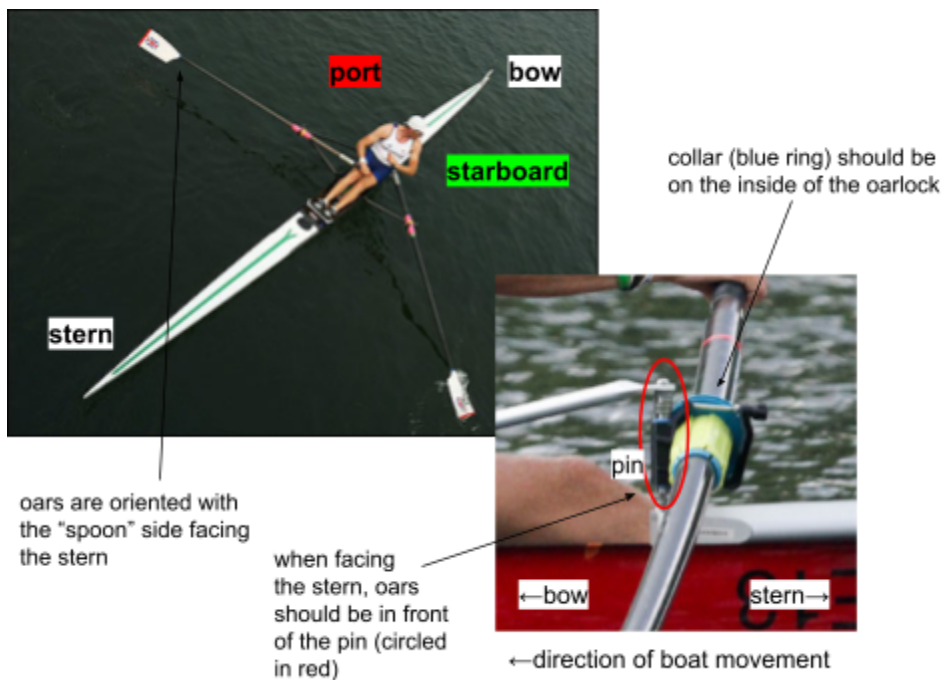 port
bow
starboard
stern
collar (blue ring) should be
on the inside of the oarlock
oars are oriented with
the “spoon” side facing
the stern
pin
when facing
the stern, oars
should be in front
of the pin (circled
in red)
←bow
stern→
←direction of boat movement